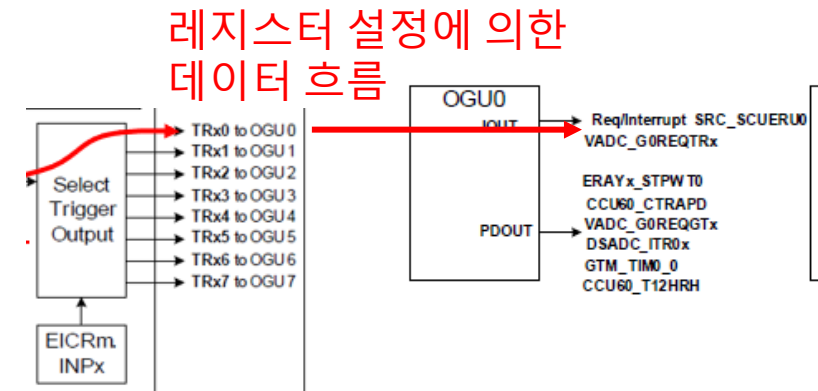 레지스터 설정에 의한
데이터 흐름
Select
Trigger
Output
EICRm.
INPx
TRx0 to OGU0
TRx1 to OGU1
TRx2 to OGU2
TRx3 to OGU3
TRx4 to OGU4
TRx5 to OGU5
TRx6 to OGU6
TRx7 to OGU7
OGU0
IOUT
PDOUT
Req/Interrupt SRC_SCUERU0
VADC_G0REQTRx
ERAYx_STPWT0
CCU60_CTRAPD
VADC_G0REQGTx
DSADC_ITR0x
GTM_TIM0_0
CCU60_T12HRH